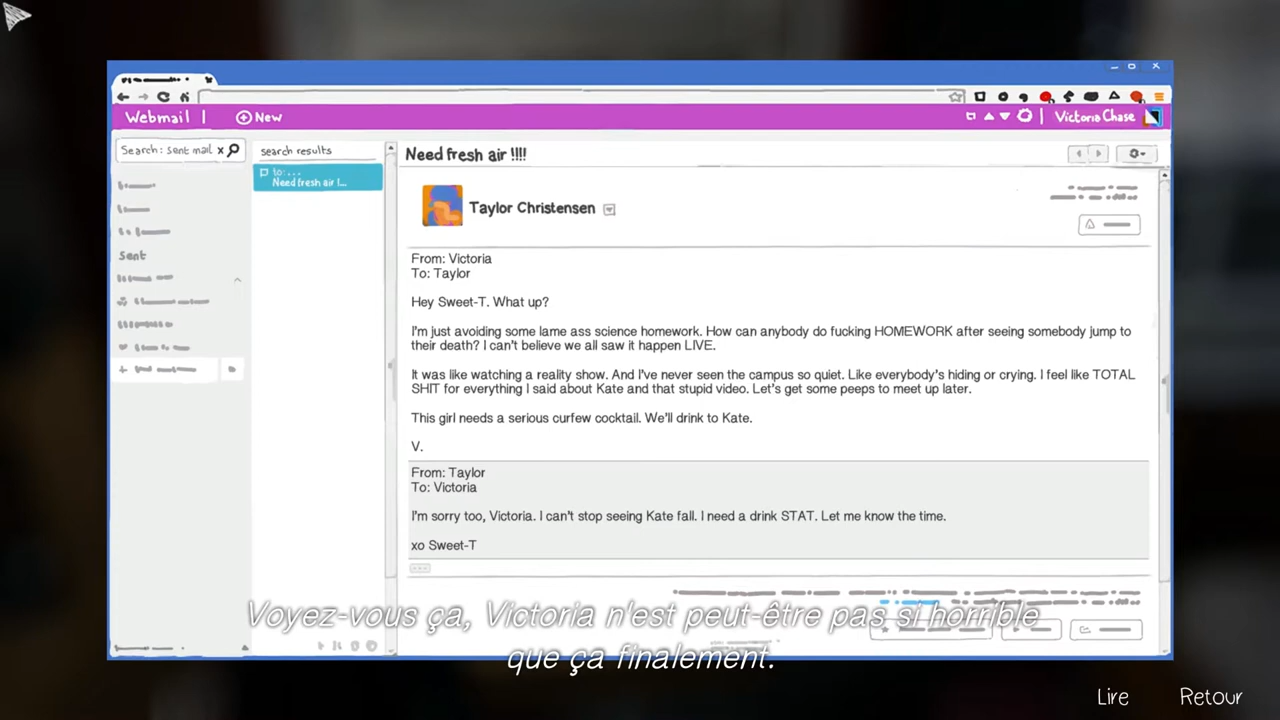 Webmail |
New
Victoria Chase
Search: sent mail x
search results
Need fresh air !!!!
to:...
Need fresh air !...
Taylor Christensen
Sent
From: Victoria
To: Taylor
Hey Sweet-T. What up?
I'm just avoiding some lame ass science homework. How can anybody do fucking HOMEWORK after seeing somebody jump to
their death? I can't believe we all saw it happen LIVE.
It was like watching a reality show. And I've never seen the campus so quiet. Like everybody's hiding or crying. I feel like TOTAL
SHIT for everything I said about Kate and that stupid video. Let's get some peeps to meet up later.
This girl needs a serious curfew cocktail. We'll drink to Kate.
V.
From: Taylor
To: Victoria
I'm sorry too, Victoria. I can't stop seeing Kate fall. I need a drink STAT. Let me know the time.
xo Sweet-T
Voyez-vous ça, Victoria n'est peut-être pas si horrible
que ça finalement.
Lire
Retour